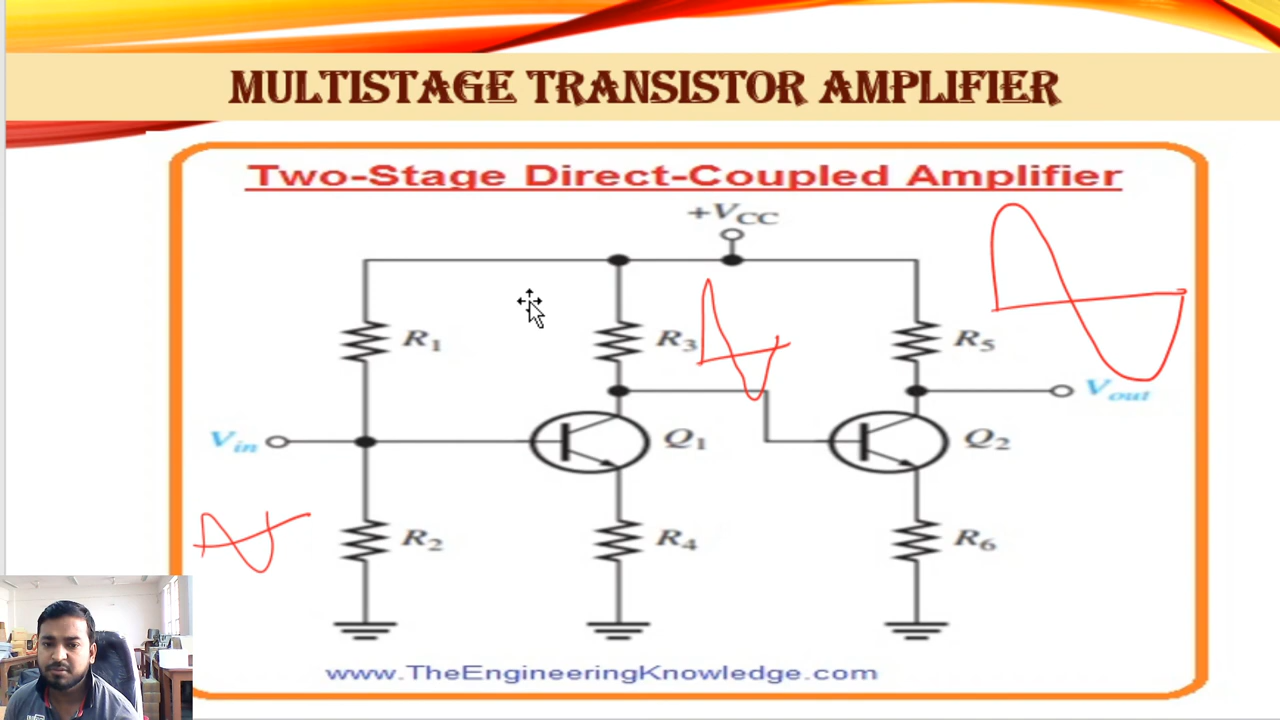 MULTISTAGE TRANSISTOR AMPLIFIER
Two-Stage Direct-Coupled Amplifier
+VCC
R1
R3
R5
Vout
Vin
Q1
Q2
R2
R4
R6
www.TheEngineeringKnowledge.com